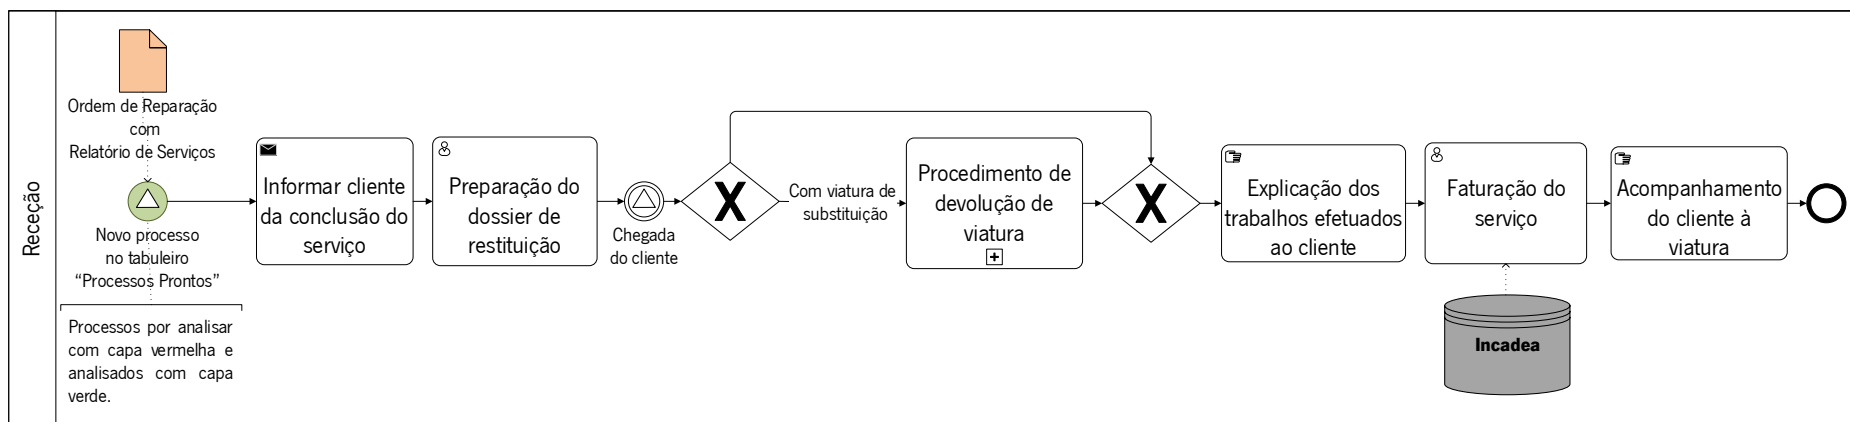 Receção
Ordem de Reparação
com
Relatório de Serviços
Novo processo
no tabuleiro
“Processos Prontos”
Processos por analisar
com capa vermelha e
analisados com capa
verde.
Informar cliente
da conclusão do
serviço
Preparação do
dossier de
restituição
Chegada
do cliente
X
Com viatura de
substituição
Procedimento de
devolução de
viatura
X
Explicação dos
trabalhos efetuados
ao cliente
Faturação do
serviço
Incadea
Acompanhamento
do cliente à
viatura